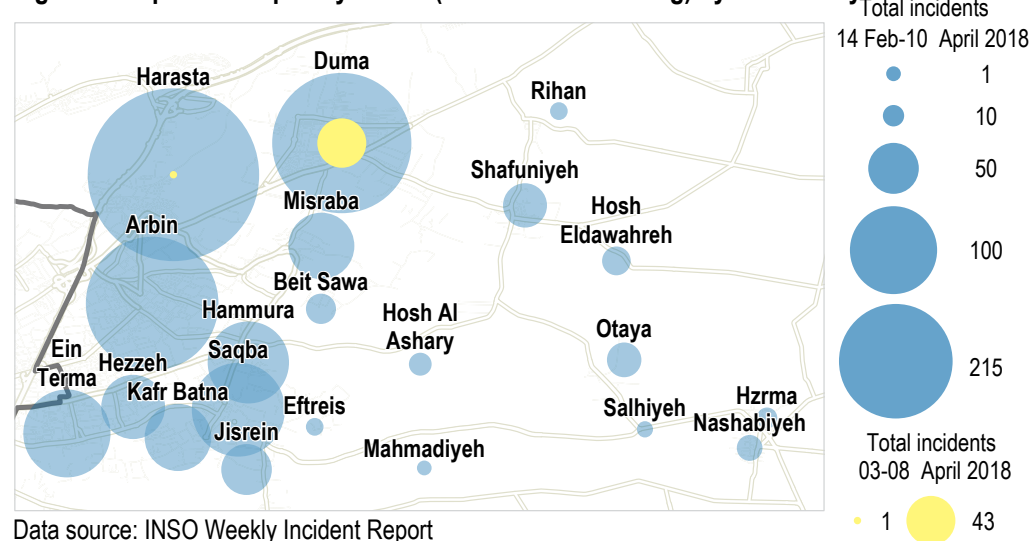 Total incidents
14 Feb-10 April 2018
1
10
50
100
215
Total incidents
03-08 April 2018
1
43
Harasta
Duma
Rihan
Shafuniyeh
Misraba
Hosh
Eldawahreh
Arbin
Beit Sawa
Hammura
Hosh Al
Ashary
Otaya
Saqba
Ein
Terma
Hezzeh
Kafr Batna
Eftreis
Salhiyeh
Hzrma
Nashabiyeh
Jisrein
Mahmadiyeh
Data source: INSO Weekly Incident Report